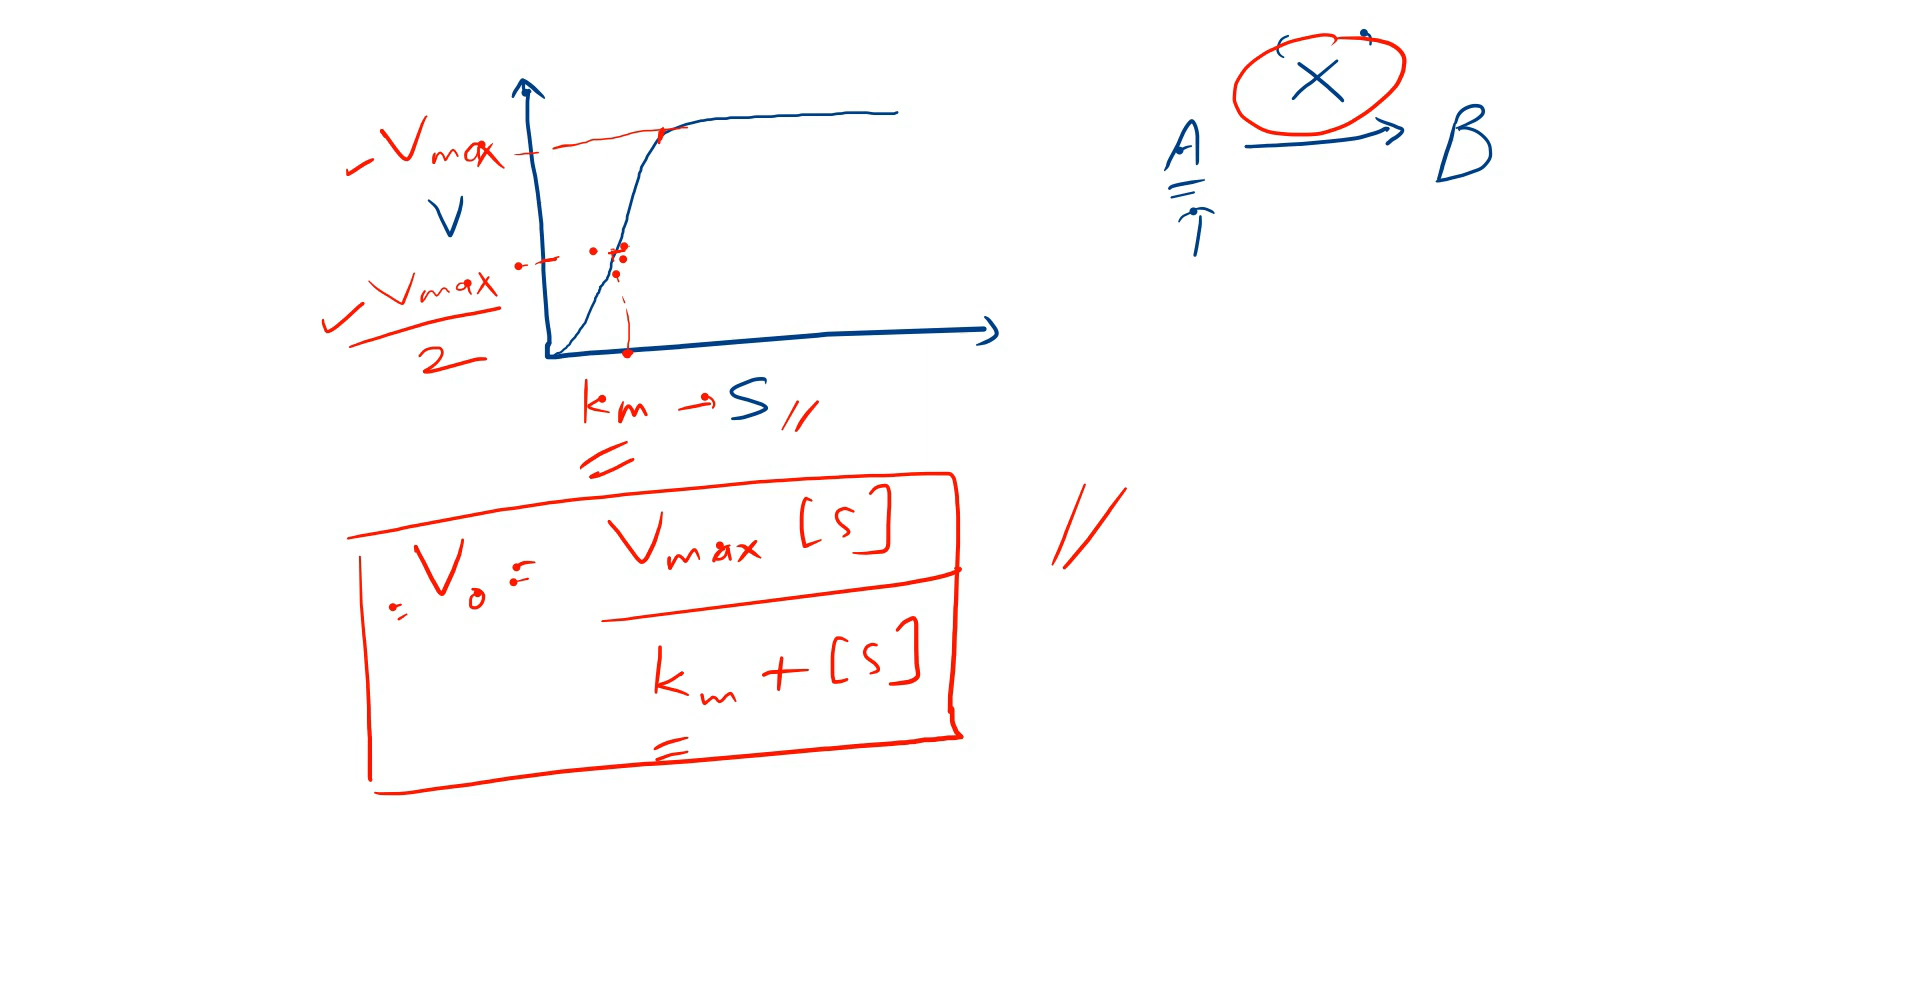 Vmax
V
Vmax
2
km → S
X
A → B
↑
V₀ = Vmax [S]
km + [S]